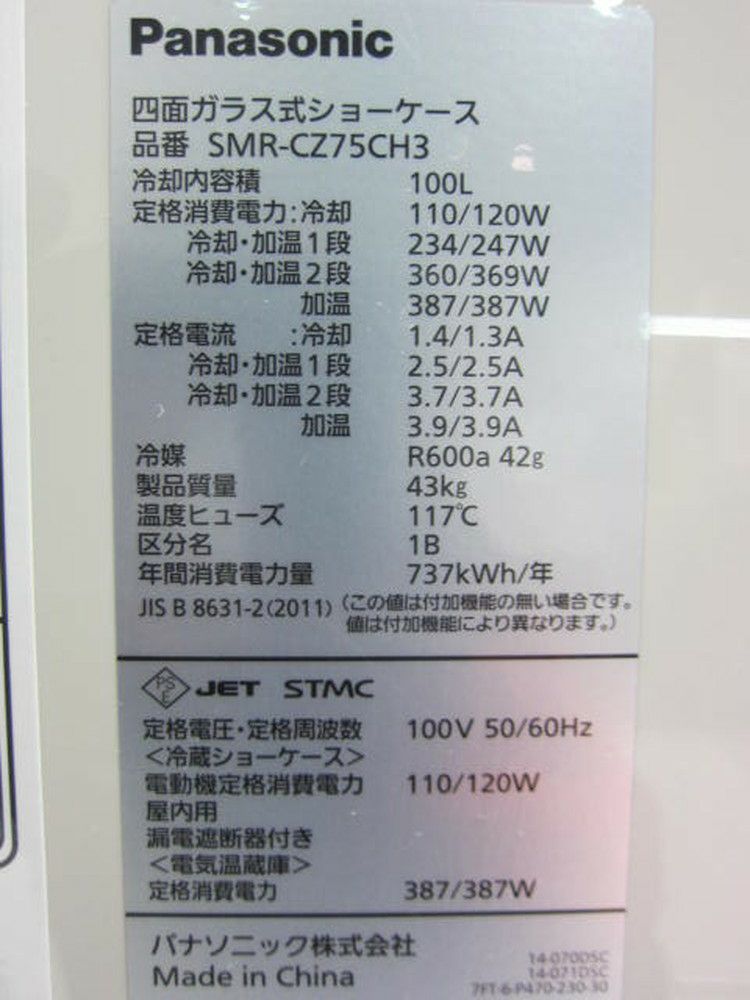 Panasonic
四面ガラス式ショーケース
品番 SMR-CZ75CH3
冷却内容積 100L
定格消費電力:冷却 110/120W
冷却・加温1段 234/247W
冷却・加温2段 360/369W
加温 387/387W
定格電流 :冷却 1.4/1.3A
冷却・加温1段 2.5/2.5A
冷却・加温2段 3.7/3.7A
加温 3.9/3.9A
冷媒 R600a 42g
製品質量 43kg
温度ヒューズ 117℃
区分名 1B
年間消費電力量 737kWh/年
JIS B 8631-2(2011) (この値は付加機能の無い場合です。
値は付加機能により異なります。)
PSE JET STMC
定格電圧・定格周波数 100V 50/60Hz
<冷蔵ショーケース>
電動機定格消費電力 110/120W
屋内用
漏電遮断器付き
<電気温蔵庫>
定格消費電力 387/387W
パナソニック株式会社
Made in China
14-070DSC
14-071DSC
7FT-6-P470-230-30